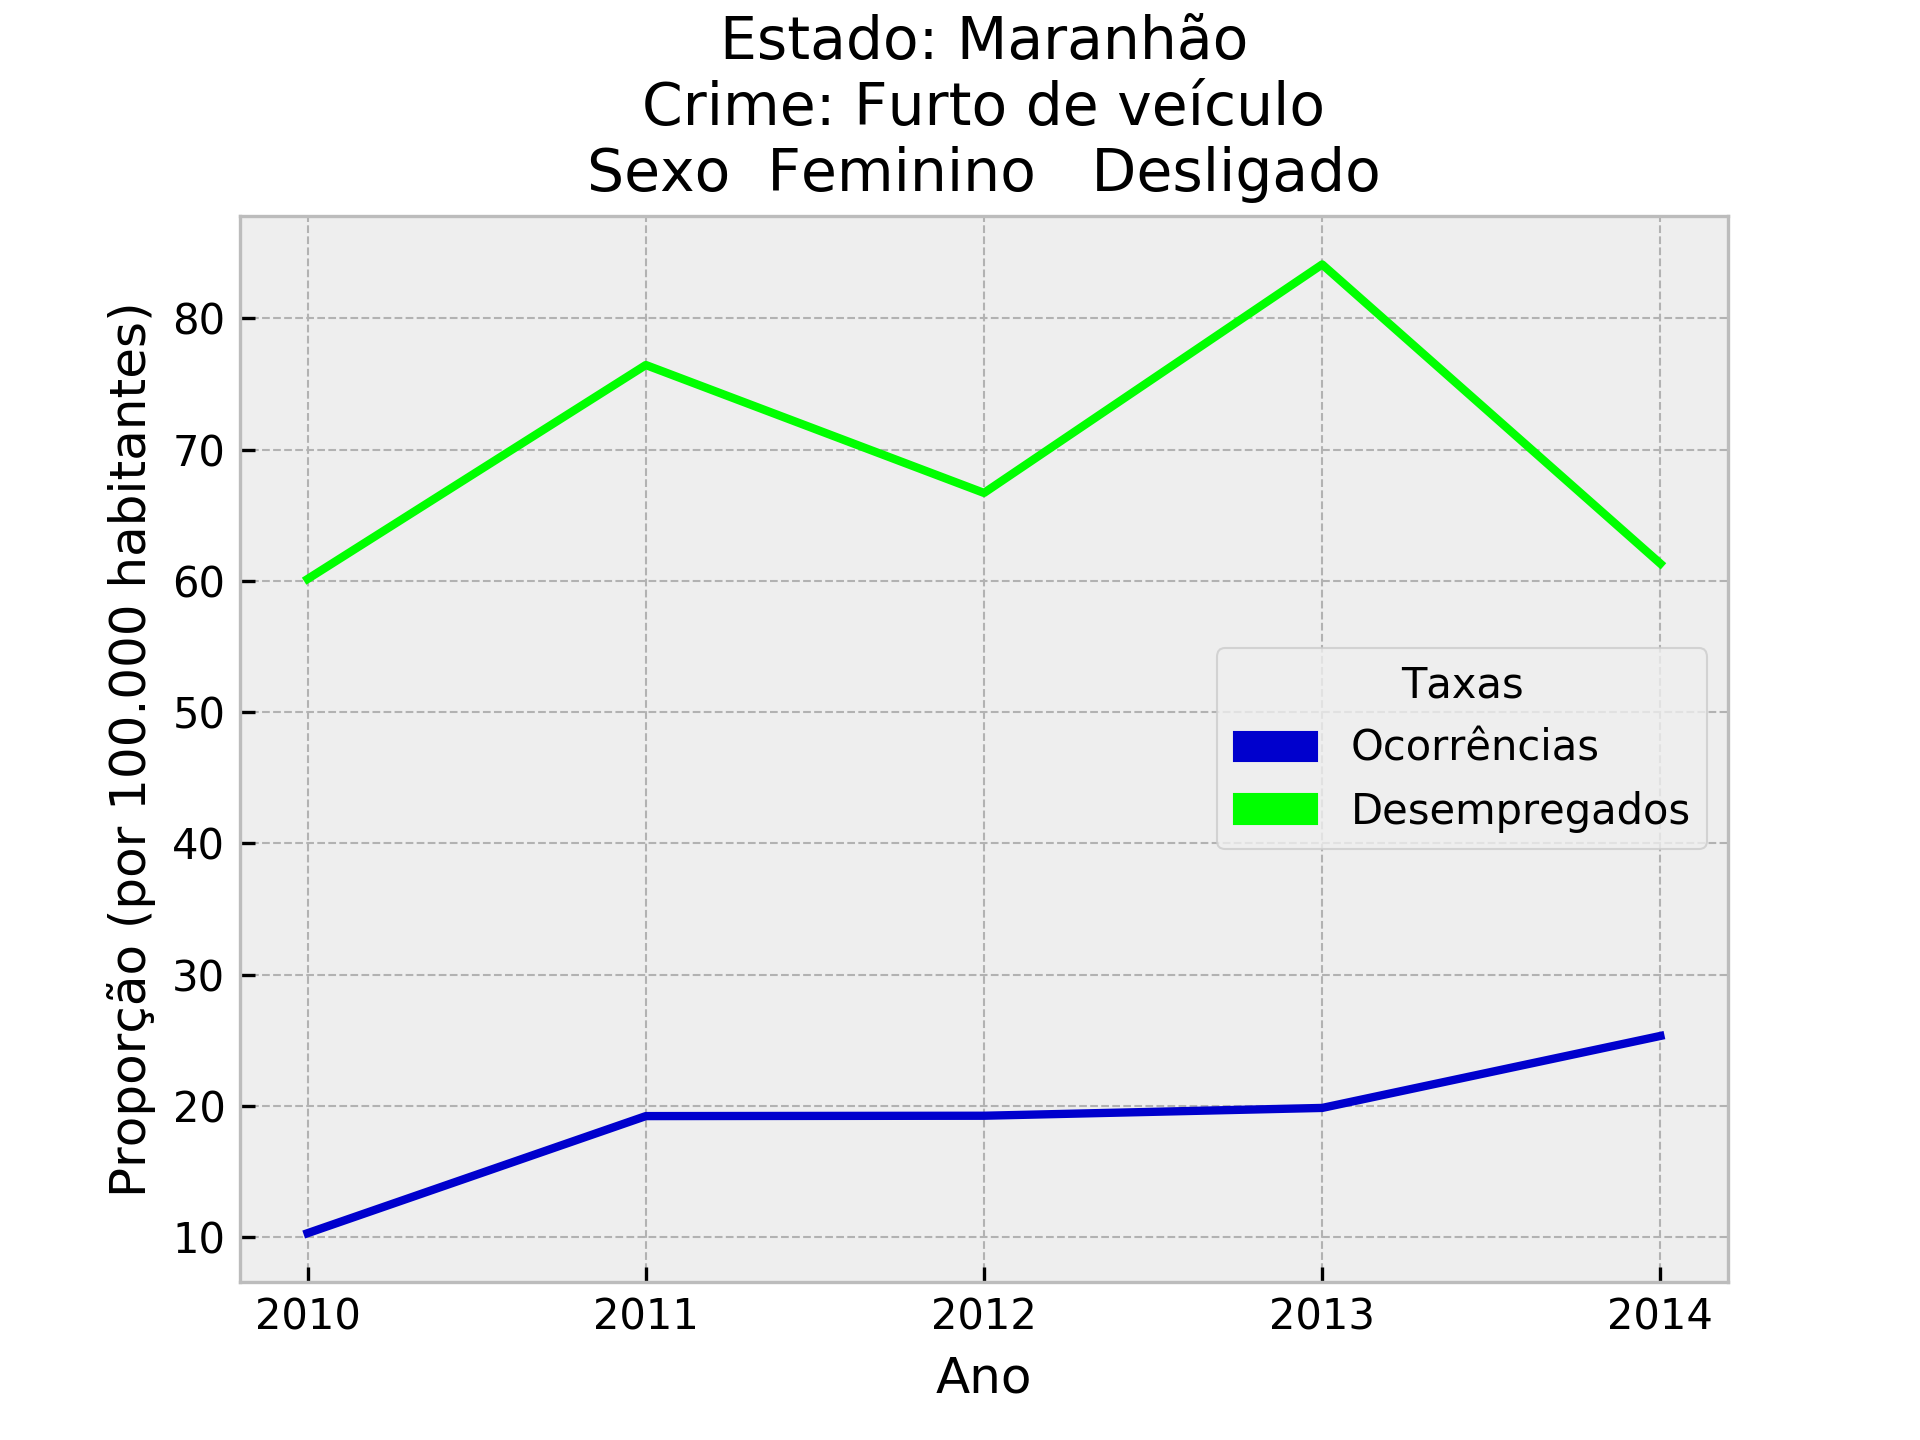 Estado: Maranhão
Crime: Furto de veículo
Sexo  Feminino   Desligado
Proporção (por 100.000 habitantes)
80
70
60
50
40
30
20
10
Taxas
Ocorrências
Desempregados
2010 2011 2012 2013 2014
Ano